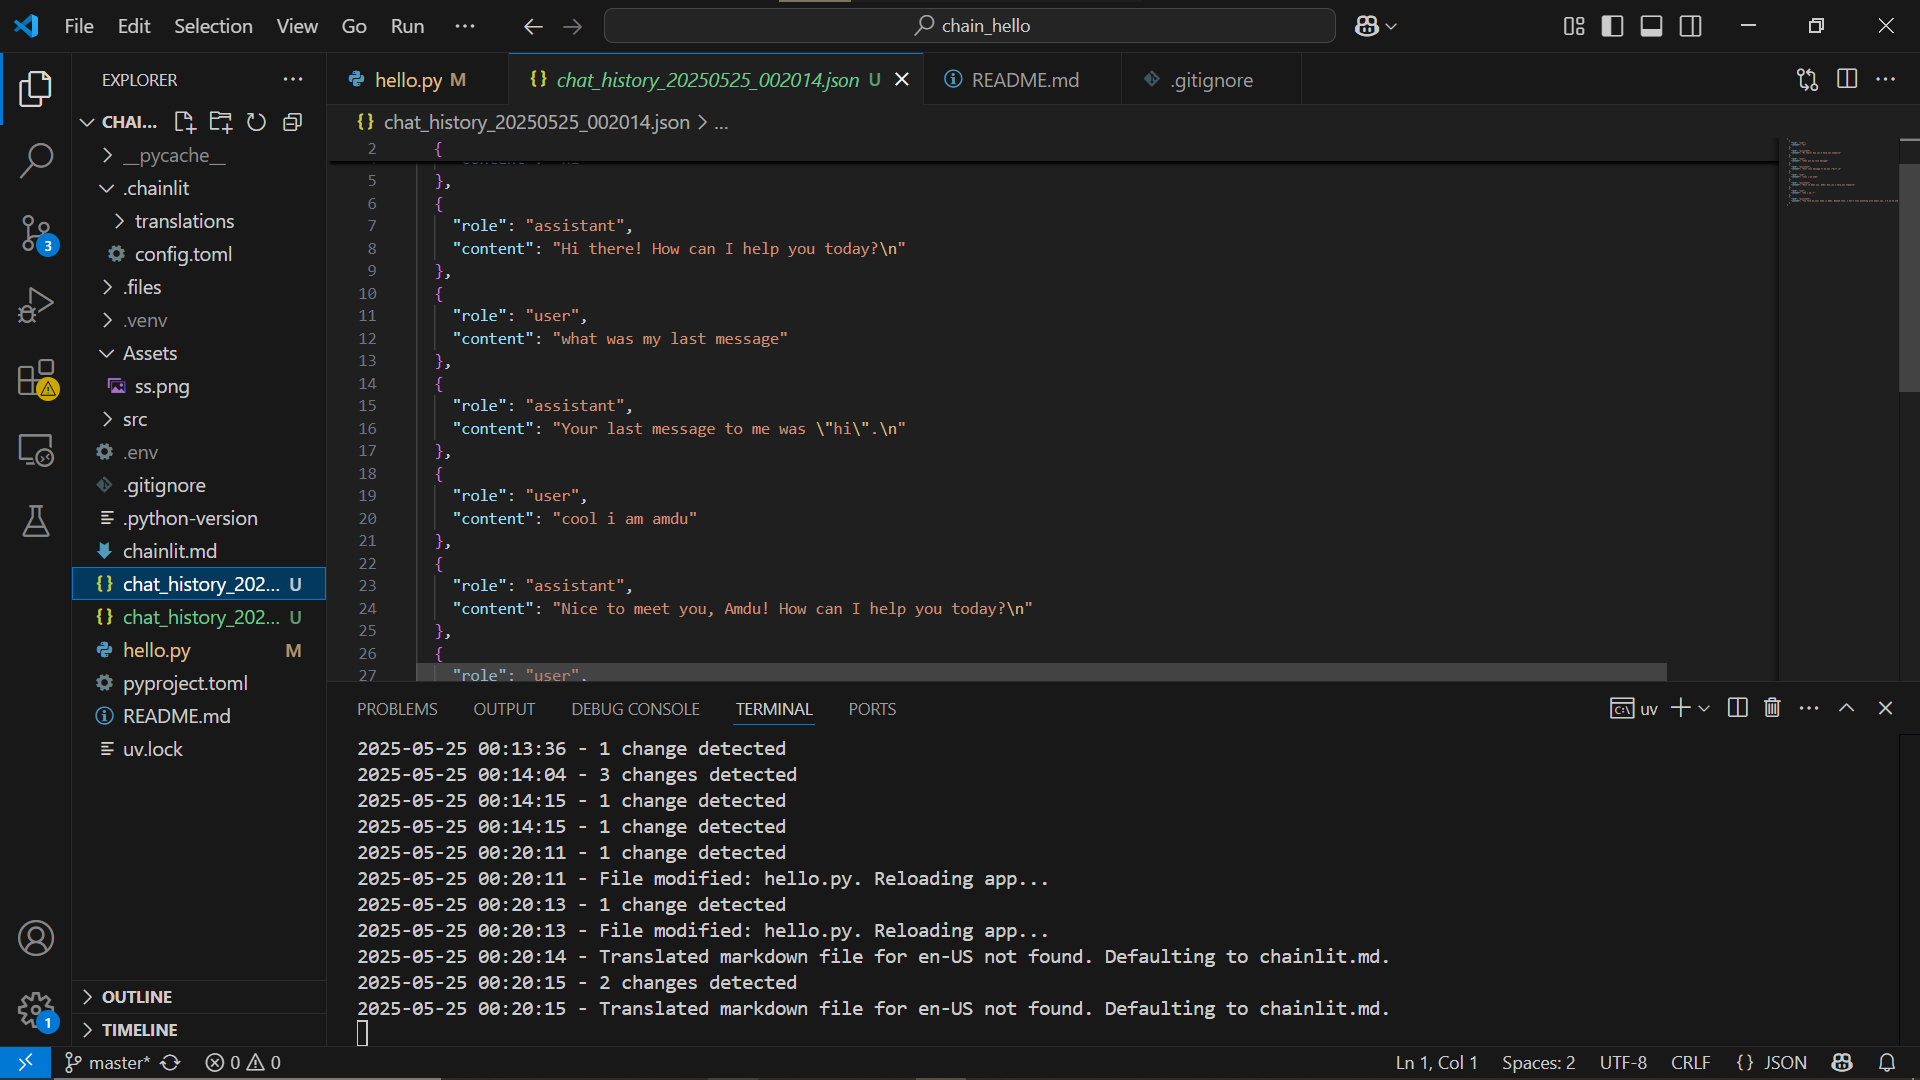 File Edit Selection View Go Run ··· chain_hello
EXPLORER ···
CHAI...
__pycache__
.chainlit
translations
config.toml
.files
.venv
Assets
ss.png
src
.env
.gitignore
.python-version
chainlit.md
chat_history_202... U
chat_history_202... U
hello.py M
pyproject.toml
README.md
uv.lock
OUTLINE
TIMELINE
3
1
hello.py M chat_history_20250525_002014.json U README.md .gitignore
chat_history_20250525_002014.json > ...
2 {
5 },
6 {
7 "role": "assistant",
8 "content": "Hi there! How can I help you today?\n"
9 },
10 {
11 "role": "user",
12 "content": "what was my last message"
13 },
14 {
15 "role": "assistant",
16 "content": "Your last message to me was \"hi\".\n"
17 },
18 {
19 "role": "user",
20 "content": "cool i am amdu"
21 },
22 {
23 "role": "assistant",
24 "content": "Nice to meet you, Amdu! How can I help you today?\n"
25 },
26 {
27 "role": "user",
PROBLEMS OUTPUT DEBUG CONSOLE TERMINAL PORTS uv
2025-05-25 00:13:36 - 1 change detected
2025-05-25 00:14:04 - 3 changes detected
2025-05-25 00:14:15 - 1 change detected
2025-05-25 00:14:15 - 1 change detected
2025-05-25 00:20:11 - 1 change detected
2025-05-25 00:20:11 - File modified: hello.py. Reloading app...
2025-05-25 00:20:13 - 1 change detected
2025-05-25 00:20:13 - File modified: hello.py. Reloading app...
2025-05-25 00:20:14 - Translated markdown file for en-US not found. Defaulting to chainlit.md.
2025-05-25 00:20:15 - 2 changes detected
2025-05-25 00:20:15 - Translated markdown file for en-US not found. Defaulting to chainlit.md.
master* 0 0 Ln 1, Col 1 Spaces: 2 UTF-8 CRLF {} JSON